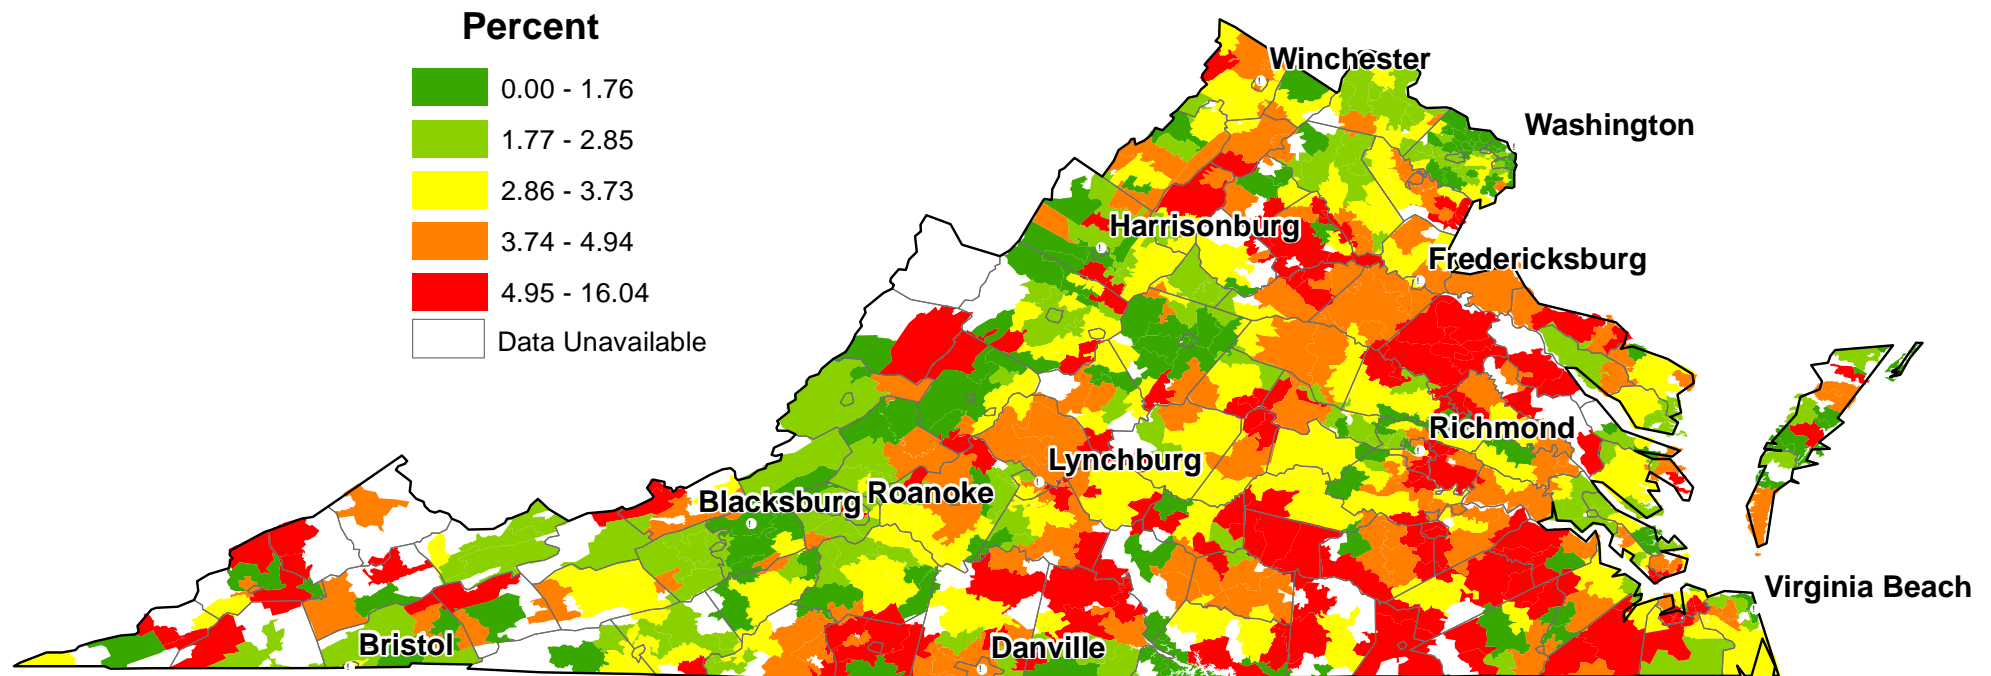 Percent
0.00 - 1.76
1.77 - 2.85
2.86 - 3.73
3.74 - 4.94
4.95 - 16.04
Data Unavailable
Winchester
Washington
Harrisonburg
Fredericksburg
Richmond
Lynchburg
Blacksburg
Roanoke
Virginia Beach
Bristol
Danville